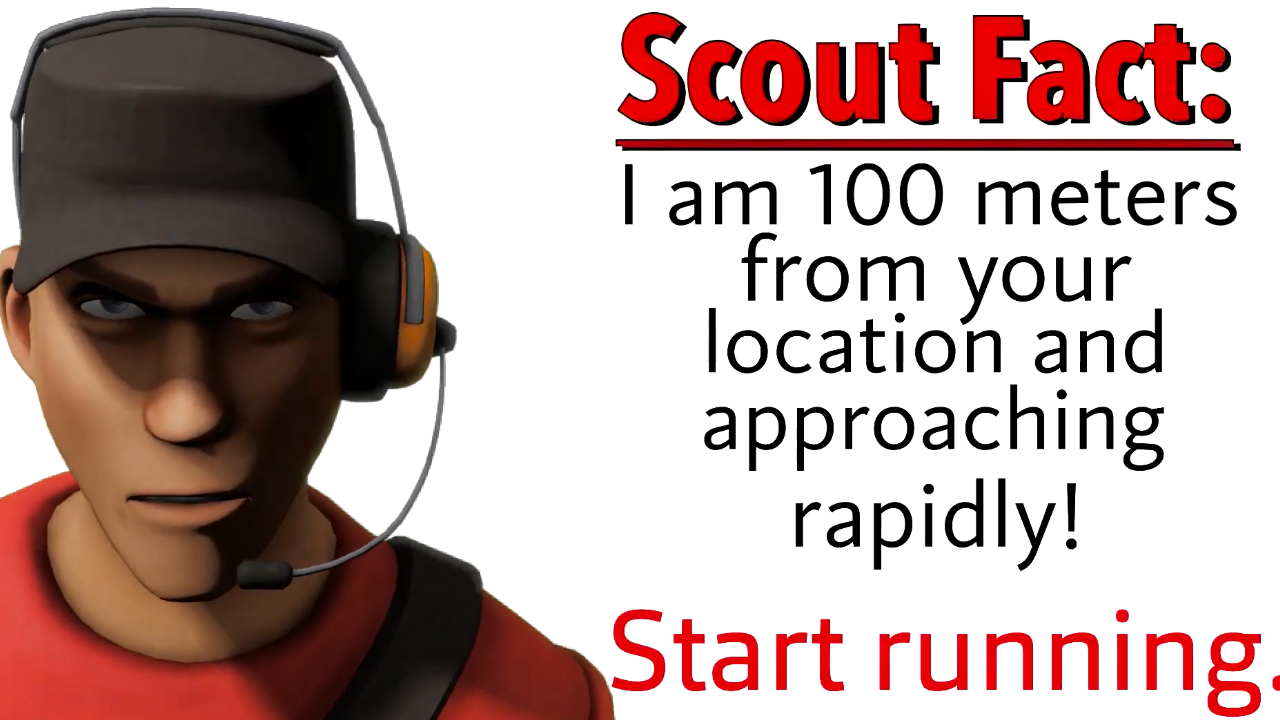 Scout Fact:
I am 100 meters
from your
location and
approaching
rapidly!
Start running.